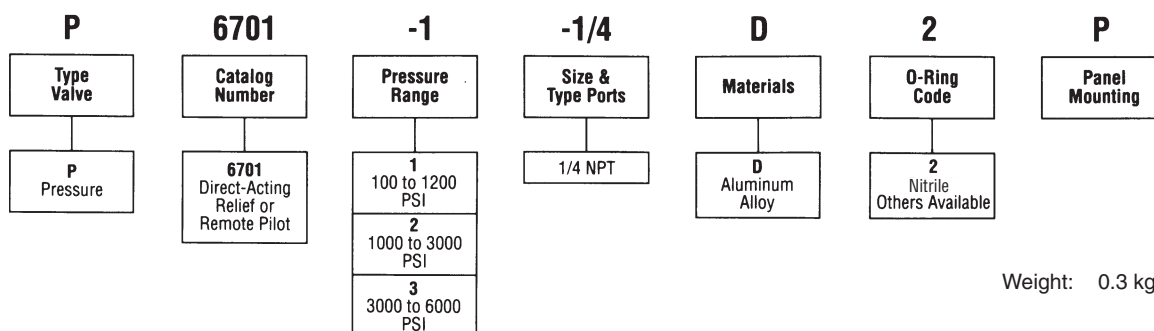 P 6701 -1 -1/4 D 2 P
Type
Valve
Catalog
Number
Pressure
Range
Size &
Type Ports
Materials
O-Ring
Code
Panel
Mounting
P
Pressure
6701
Direct-Acting
Relief or
Remote Pilot
1
100 to 1200
PSI
2
1000 to 3000
PSI
3
3000 to 6000
PSI
1/4 NPT
D
Aluminum
Alloy
2
Nitrile
Others Available
Weight: 0.3 kg